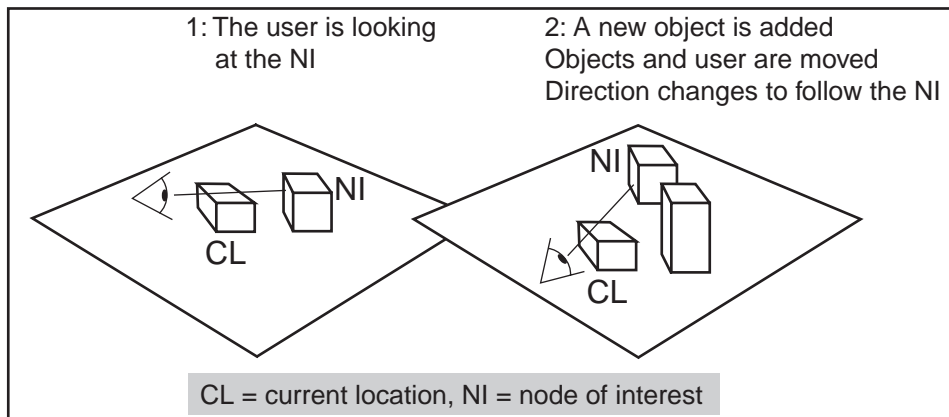 1: The user is looking
at the NI
2: A new object is added
Objects and user are moved
Direction changes to follow the NI
NI
CL
NI
CL
CL = current location, NI = node of interest